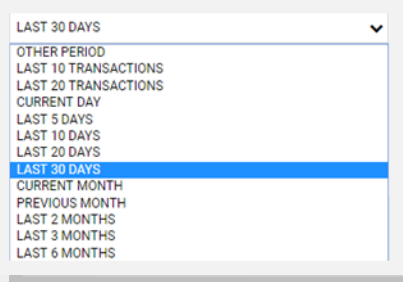 LAST 30 DAYS
OTHER PERIOD
LAST 10 TRANSACTIONS
LAST 20 TRANSACTIONS
CURRENT DAY
LAST 5 DAYS
LAST 10 DAYS
LAST 20 DAYS
LAST 30 DAYS
CURRENT MONTH
PREVIOUS MONTH
LAST 2 MONTHS
LAST 3 MONTHS
LAST 6 MONTHS